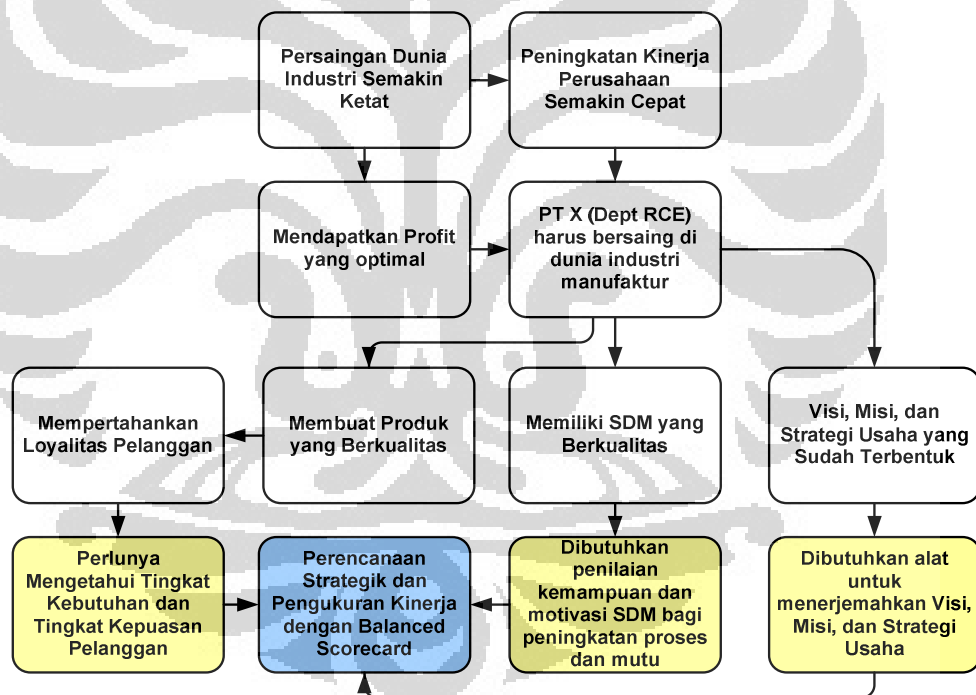 Persaingan Dunia
Industri Semakin
Ketat
Peningkatan Kinerja
Perusahaan
Semakin Cepat
Mendapatkan Profit
yang optimal
PT X (Dept RCE)
harus bersaing di
dunia industri
manufaktur
Mempertahankan
Loyalitas Pelanggan
Membuat Produk
yang Berkualitas
Memiliki SDM yang
Berkualitas
Visi, Misi, dan
Strategi Usaha yang
Sudah Terbentuk
Perlunya
Mengetahui Tingkat
Kebutuhan dan
Tingkat Kepuasan
Pelanggan
Perencanaan
Strategik dan
Pengukuran Kinerja
dengan Balanced
Scorecard
Dibutuhkan
penilaian
kemampuan dan
motivasi SDM bagi
peningkatan proses
dan mutu
Dibutuhkan alat
untuk
menerjemahkan Visi,
Misi, dan Strategi
Usaha